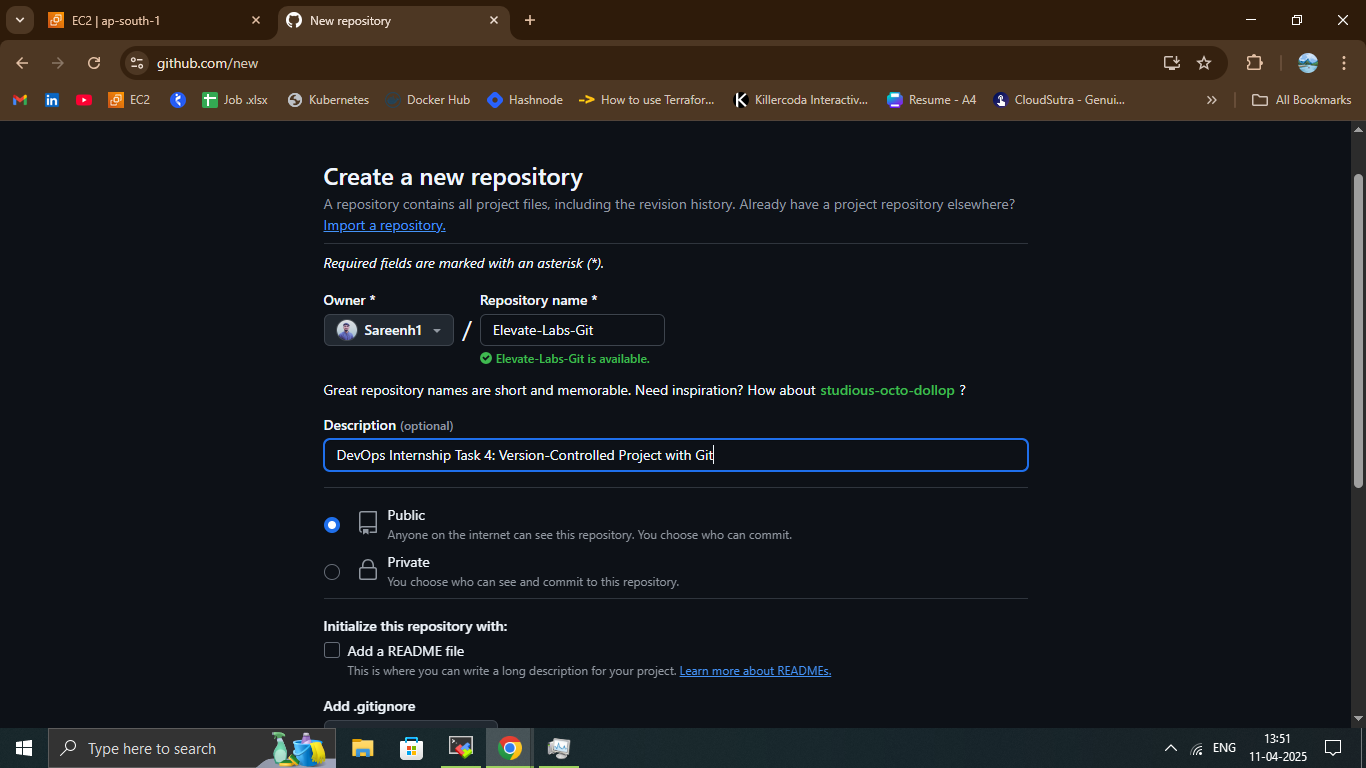 EC2 | ap-south-1
New repository
github.com/new
EC2
Job .xlsx
Kubernetes
Docker Hub
Hashnode
How to use Terrafor...
Killercoda Interactiv...
Resume - A4
CloudSutra - Genui...
All Bookmarks
Create a new repository
A repository contains all project files, including the revision history. Already have a project repository elsewhere?
Import a repository.
Required fields are marked with an asterisk (*).
Owner * Repository name *
Sareenh1 / Elevate-Labs-Git
Elevate-Labs-Git is available.
Great repository names are short and memorable. Need inspiration? How about studious-octo-dollop ?
Description (optional)
DevOps Internship Task 4: Version-Controlled Project with Git
Public
Anyone on the internet can see this repository. You choose who can commit.
Private
You choose who can see and commit to this repository.
Initialize this repository with:
Add a README file
This is where you can write a long description for your project. Learn more about READMEs.
Add .gitignore
Type here to search
ENG
13:51
11-04-2025